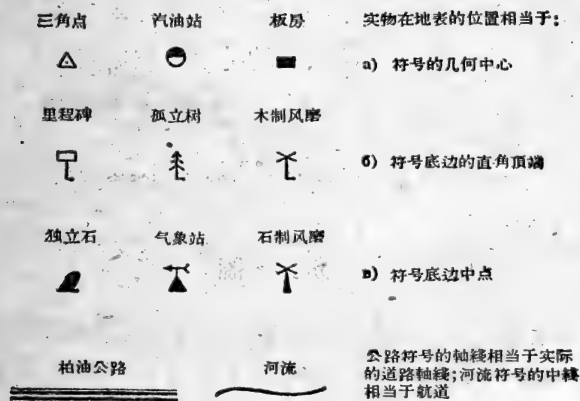 三角点 汽油站 板房 实物在地表的位置相当于：
a) 符号的几何中心
里程碑 孤立树 木制风磨
б) 符号底边的直角頂端
独立石 气象站 石制风磨
в) 符号底边中点
柏油公路 河流
公路符号的軸綫相当于实际
的道路軸綫；河流符号的中綫
相当于航道